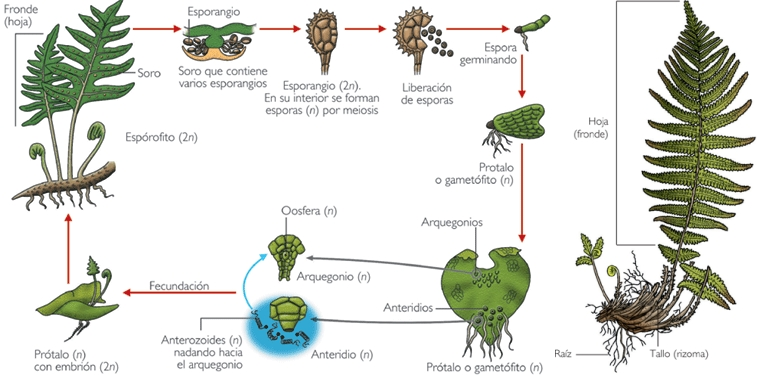 Fronde
(hoja)
Esporangio
Soro
Soro que contiene
varios esporangios
Esporangio (2n).
En su interior se forman
esporas (n) por meiosis
Liberación
de esporas
Espora
germinando
Espórofito (2n)
Protalo
o gametófito (n)
Hoja
(fronde)
Oosfera (n)
Arquegonio (n)
Arquegonios
Anteridios
Fecundación
Anterozoides (n)
nadando hacia
el arquegonio
Anteridio (n)
Prótalo (n)
con embrión (2n)
Prótalo o gametófito (n)
Raíz
Tallo (rizoma)